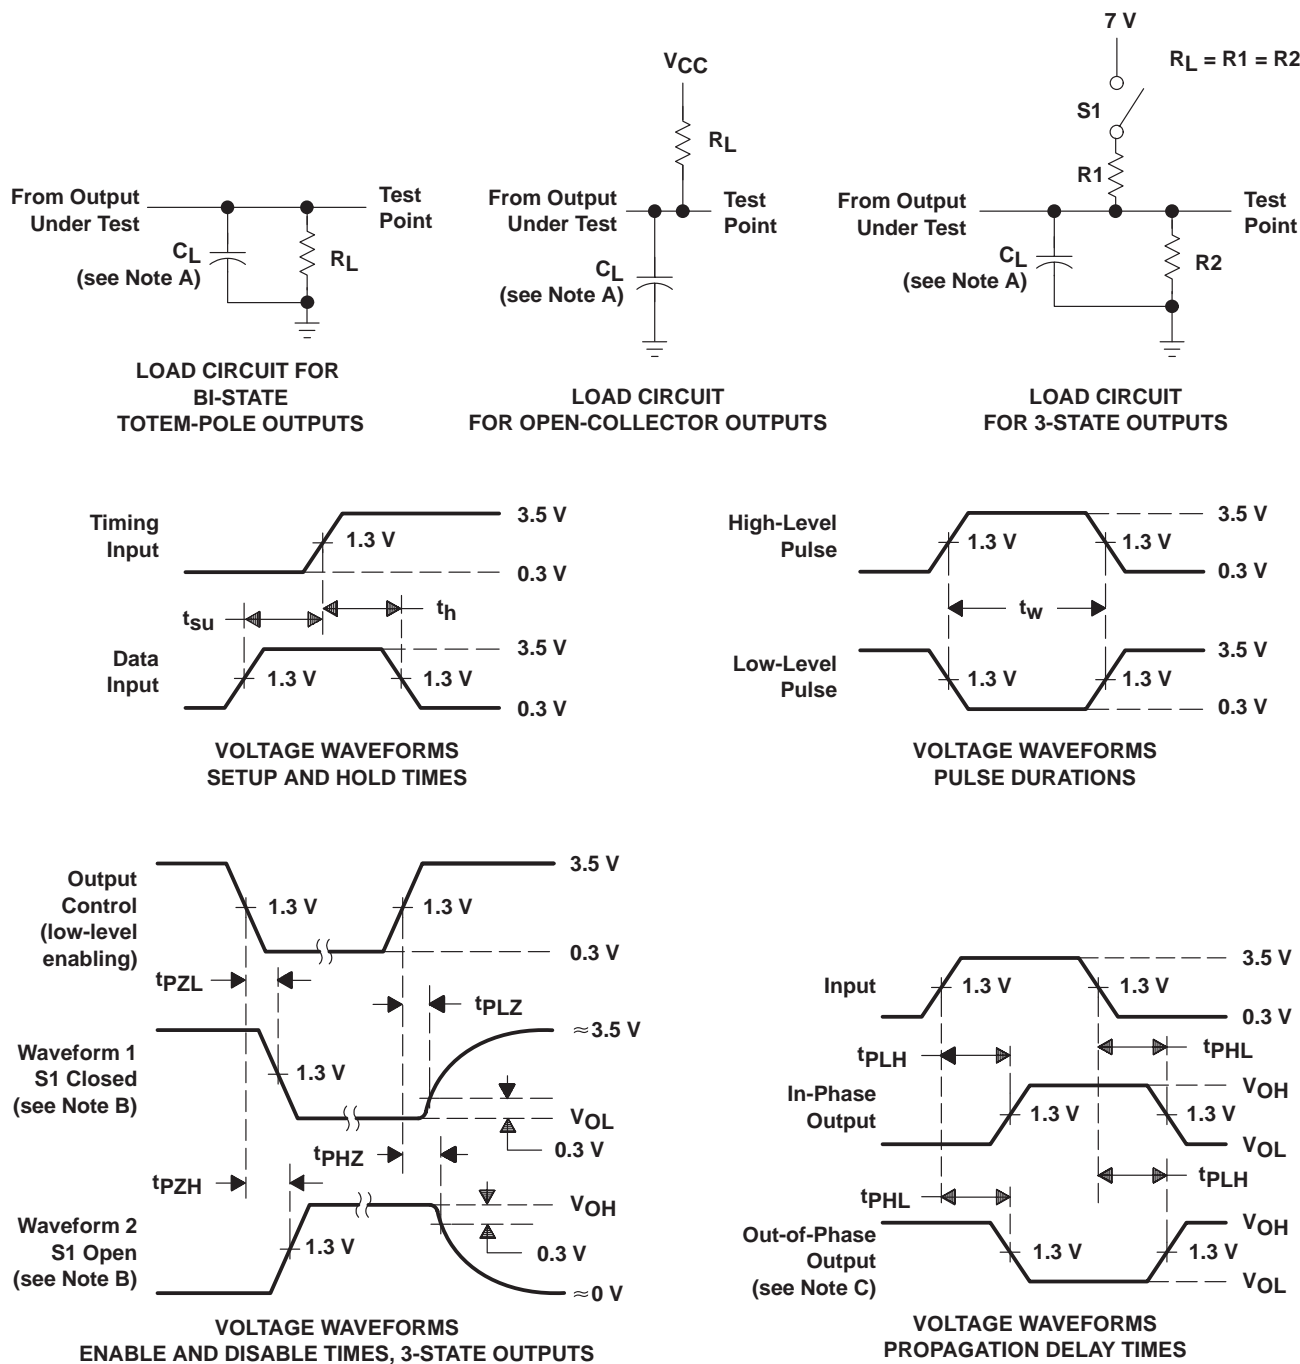 From Output
Under Test
Test
Point
CL
(see Note A)
RL
LOAD CIRCUIT FOR
BI-STATE
TOTEM-POLE OUTPUTS
VCC
RL
From Output
Under Test
Test
Point
CL
(see Note A)
LOAD CIRCUIT
FOR OPEN-COLLECTOR OUTPUTS
7 V
RL = R1 = R2
S1
R1
From Output
Under Test
Test
Point
CL
(see Note A)
R2
LOAD CIRCUIT
FOR 3-STATE OUTPUTS
Timing
Input
1.3 V
3.5 V
0.3 V
tsu
th
Data
Input
1.3 V
1.3 V
3.5 V
0.3 V
VOLTAGE WAVEFORMS
SETUP AND HOLD TIMES
High-Level
Pulse
1.3 V
1.3 V
3.5 V
0.3 V
tw
Low-Level
Pulse
1.3 V
1.3 V
3.5 V
0.3 V
VOLTAGE WAVEFORMS
PULSE DURATIONS
Output
Control
(low-level
enabling)
1.3 V
1.3 V
3.5 V
0.3 V
tPZL
tPLZ
Waveform 1
S1 Closed
(see Note B)
1.3 V
≈3.5 V
VOL
0.3 V
tPHZ
tPZH
Waveform 2
S1 Open
(see Note B)
1.3 V
VOH
0.3 V
≈0 V
VOLTAGE WAVEFORMS
ENABLE AND DISABLE TIMES, 3-STATE OUTPUTS
Input
1.3 V
1.3 V
3.5 V
0.3 V
tPLH
tPHL
In-Phase
Output
1.3 V
1.3 V
VOH
VOL
tPHL
tPLH
Out-of-Phase
Output
(see Note C)
1.3 V
1.3 V
VOH
VOL
VOLTAGE WAVEFORMS
PROPAGATION DELAY TIMES